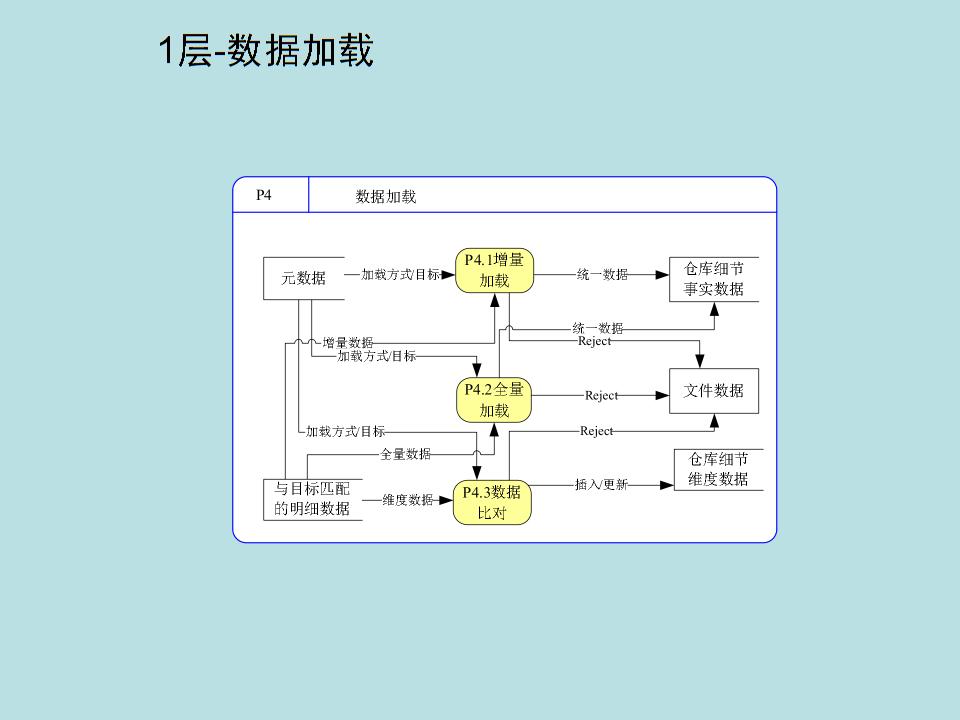 1层-数据加载
P4
数据加载
元数据
加载方式/目标
P4.1增量
加载
统一数据
仓库细节
事实数据
统一数据
Reject
增量数据
加载方式/目标
P4.2全量
加载
Reject
文件数据
加载方式/目标
Reject
全量数据
仓库细节
维度数据
与目标匹配
的明细数据
维度数据
P4.3数据
比对
插入/更新